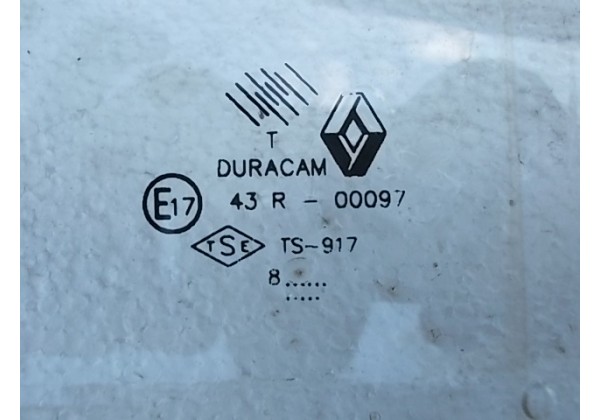 T
DURACAM
E17 43 R - 00097
TSE TS-917
8......
.....